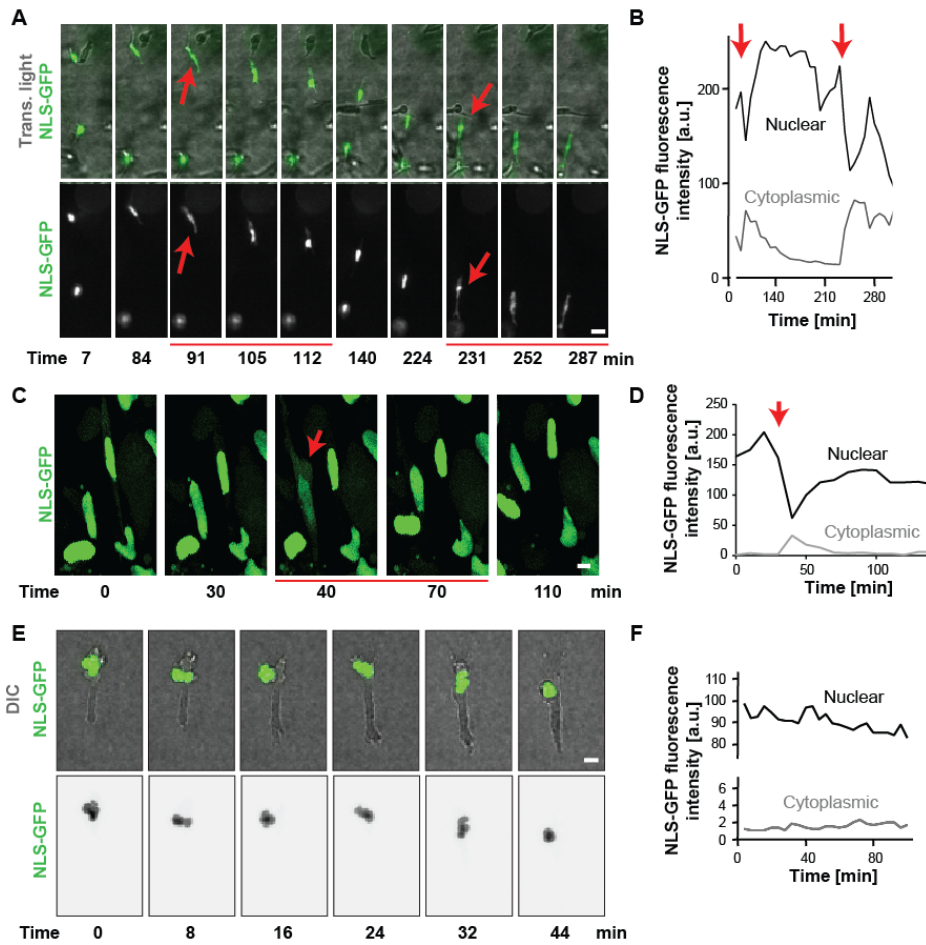 A
Trans. light
NLS-GFP
NLS-GFP
Time 7 84 91 105 112 140 224 231 252 287 min
B
NLS-GFP fluorescence
intensity [a.u.]
200
100
0
Nuclear
Cytoplasmic
0 140 210 280
Time [min]
C
NLS-GFP
Time 0 30 40 70 110 min
D
NLS-GFP fluorescence
intensity [a.u.]
250
200
150
100
50
0
Nuclear
Cytoplasmic
0 50 100
Time [min]
E
DIC
NLS-GFP
NLS-GFP
Time 0 8 16 24 32 44 min
F
NLS-GFP fluorescence
intensity [a.u.]
110
100
90
80
Nuclear
6
4
2
0
Cytoplasmic
0 40 80
Time [min]